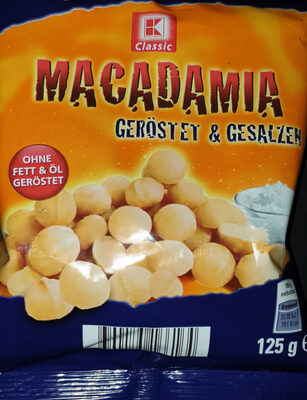 K
Classic
MACADAMIA
GERÖSTET & GESALZEN
OHNE
FETT & ÖL
GERÖSTET
125 g